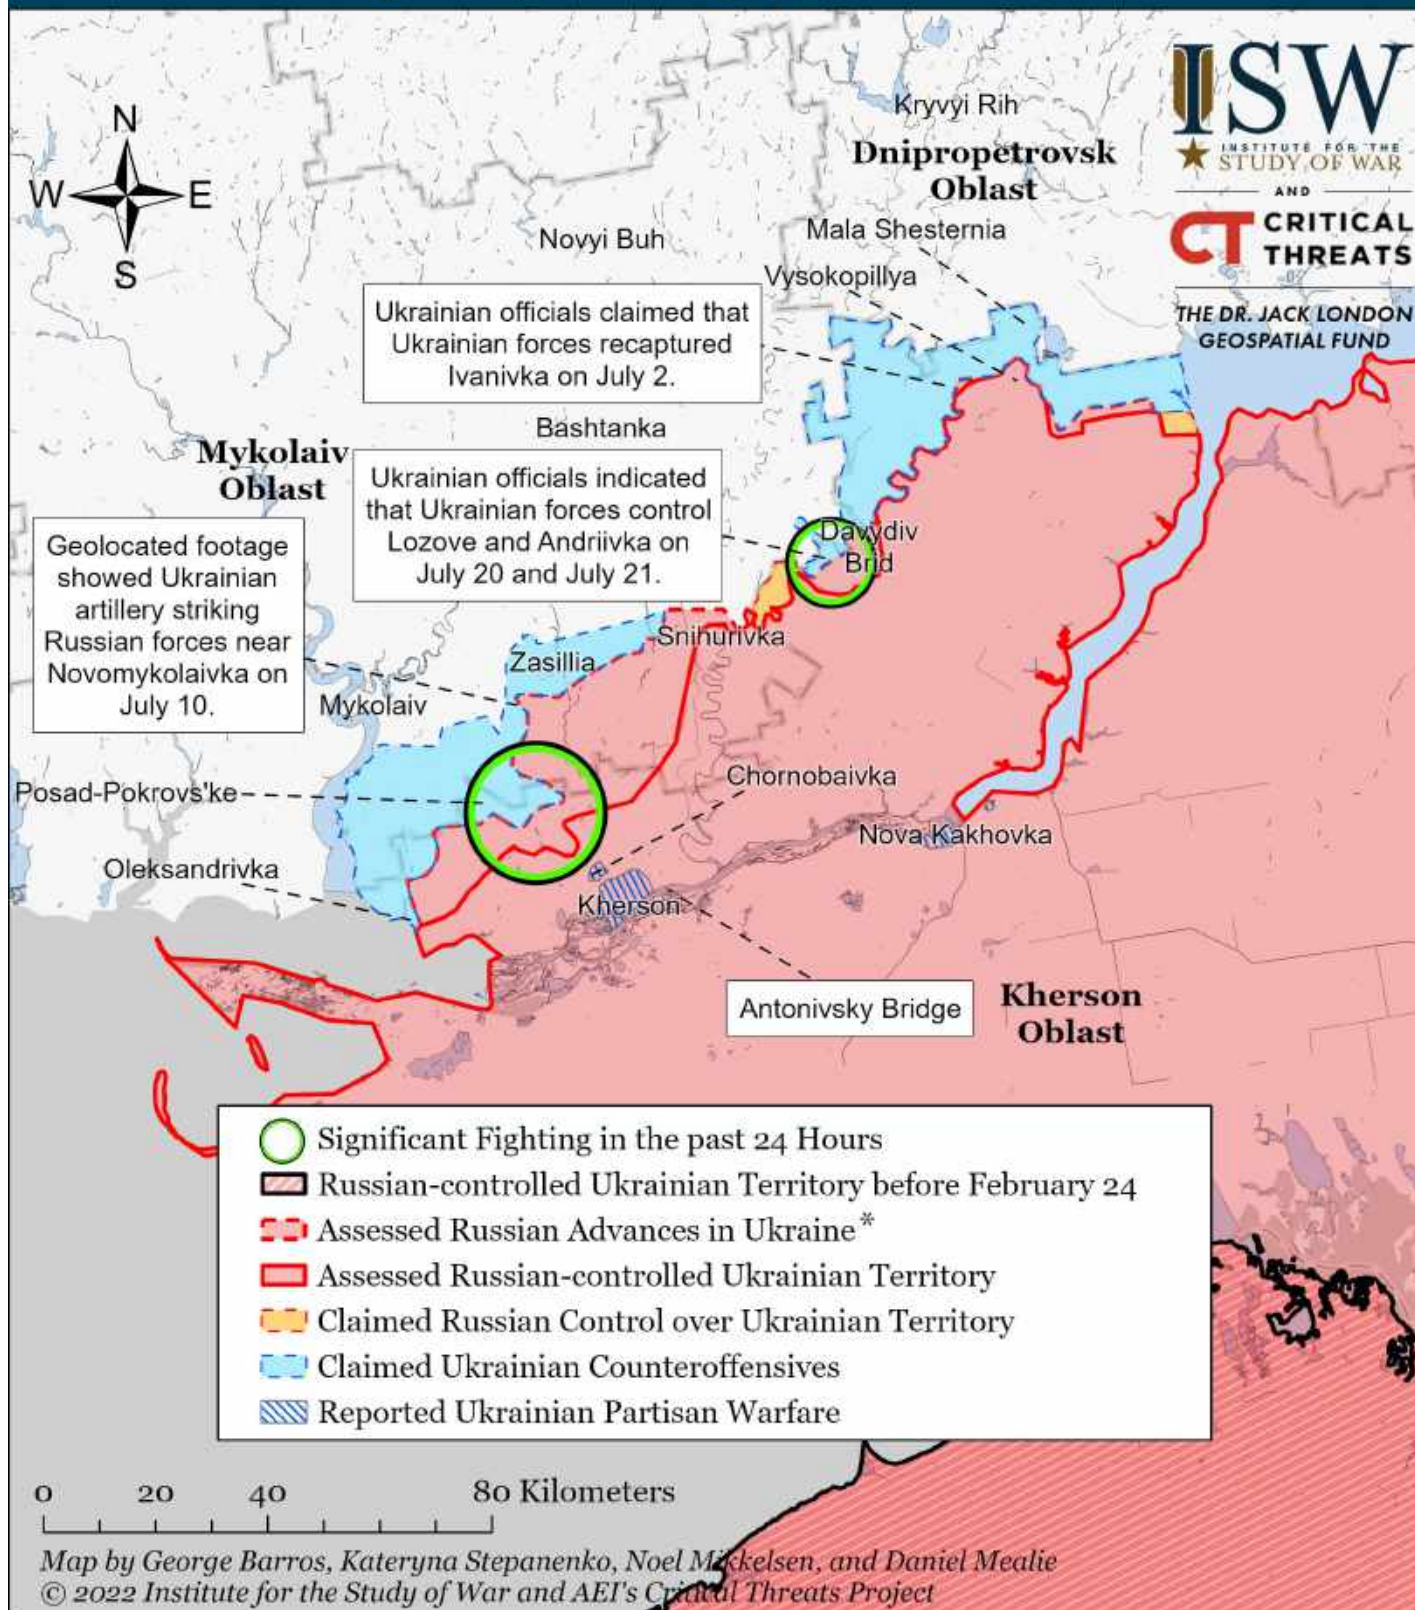 ISW
INSTITUTE FOR THE
STUDY OF WAR
AND
CT CRITICAL
THREATS
THE DR. JACK LONDON
GEOSPATIAL FUND
N
W E
S
Kryvyi Rih
Dnipropetrovsk
Oblast
Mala Shesternia
Novyi Buh
Vysokopillya
Ukrainian officials claimed that
Ukrainian forces recaptured
Ivanivka on July 2.
Bashtanka
Mykolaiv
Oblast
Ukrainian officials indicated
that Ukrainian forces control
Lozove and Andriivka on
July 20 and July 21.
Davydiv
Brid
Geolocated footage
showed Ukrainian
artillery striking
Russian forces near
Novomykolaivka on
July 10.
Snihurivka
Zasillia
Mykolaiv
Chornobaivka
Posad-Pokrovs'ke
Nova Kakhovka
Oleksandrivka
Kherson
Antonivsky Bridge
Kherson
Oblast
Significant Fighting in the past 24 Hours
Russian-controlled Ukrainian Territory before February 24
Assessed Russian Advances in Ukraine*
Assessed Russian-controlled Ukrainian Territory
Claimed Russian Control over Ukrainian Territory
Claimed Ukrainian Counteroffensives
Reported Ukrainian Partisan Warfare
0 20 40 80 Kilometers
Map by George Barros, Kateryna Stepanenko, Noel Mikkelsen, and Daniel Mealie
© 2022 Institute for the Study of War and AEI's Critical Threats Project